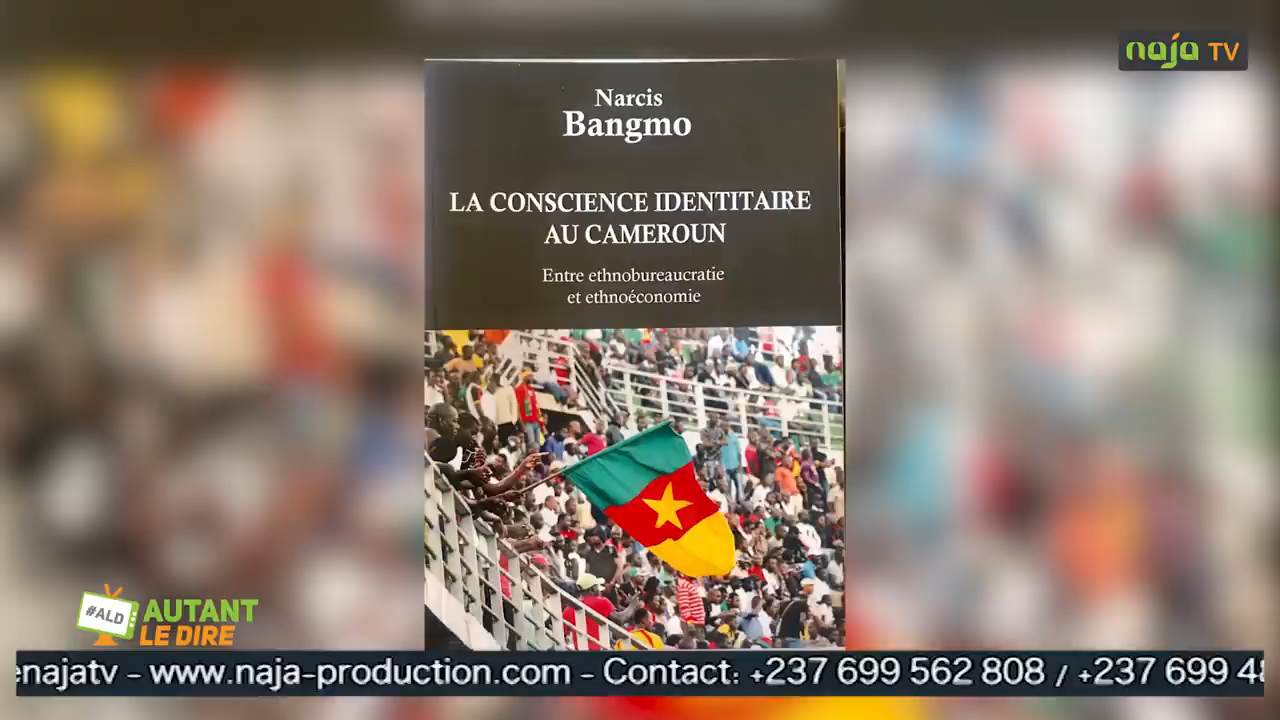 naja TV
Narcis
Bangmo
LA CONSCIENCE IDENTITAIRE
AU CAMEROUN
Entre ethnobureaucratie
et ethnoéconomie
#ALD
AUTANT
LE DIRE
enajatv - www.naja-production.com - Contact: +237 699 562 808 / +237 699 4